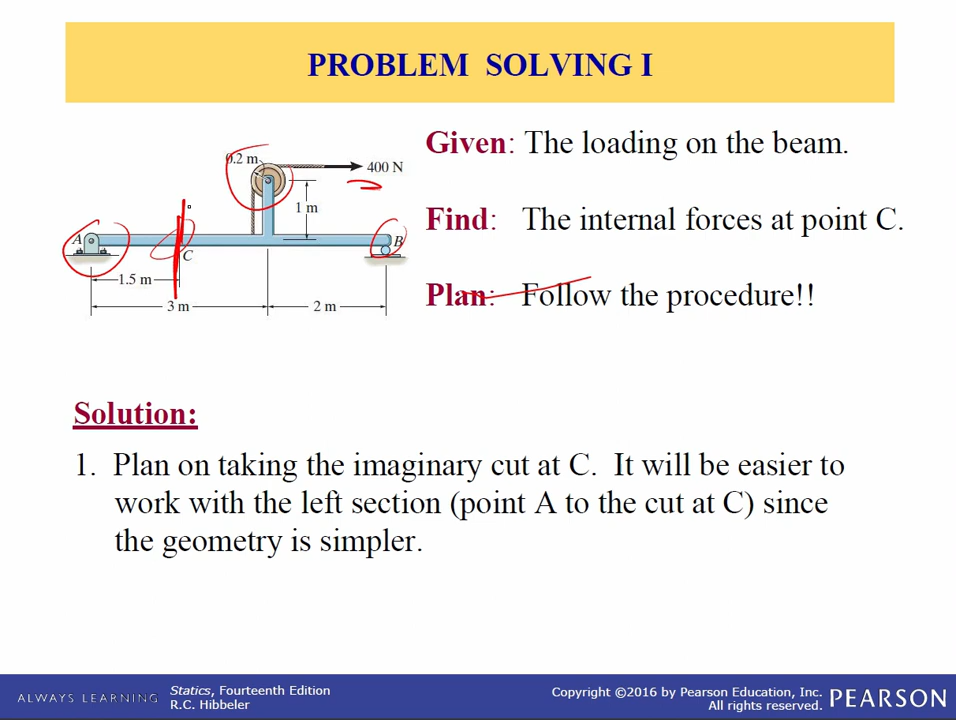 PROBLEM SOLVING I
Given: The loading on the beam.
Find: The internal forces at point C.
Plan: Follow the procedure!!
0.2 m
400 N
1 m
A
B
C
1.5 m
3 m
2 m
Solution:
1. Plan on taking the imaginary cut at C. It will be easier to
work with the left section (point A to the cut at C) since
the geometry is simpler.
ALWAYS LEARNING
Statics, Fourteenth Edition
R.C. Hibbeler
Copyright ©2016 by Pearson Education, Inc.
All rights reserved.
PEARSON